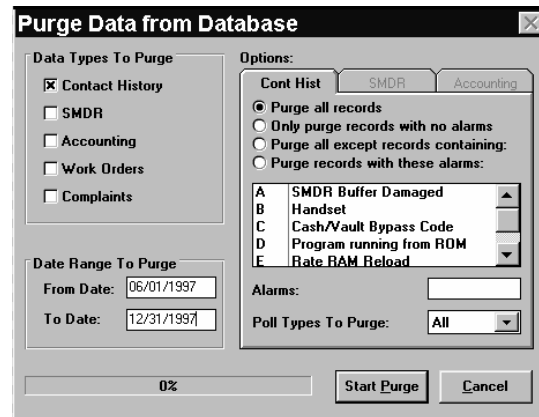 Purge Data from Database
Data Types To Purge
Contact History
SMDR
Accounting
Work Orders
Complaints
Date Range To Purge
From Date: 06/01/1997
To Date: 12/31/1997
Options:
Cont Hist SMDR Accounting
Purge all records
Only purge records with no alarms
Purge all except records containing:
Purge records with these alarms:
A SMDR Buffer Damaged
B Handset
C Cash/Vault Bypass Code
D Program running from ROM
E Rate RAM Reload
Alarms:
Poll Types To Purge: All
0%
Start Purge Cancel